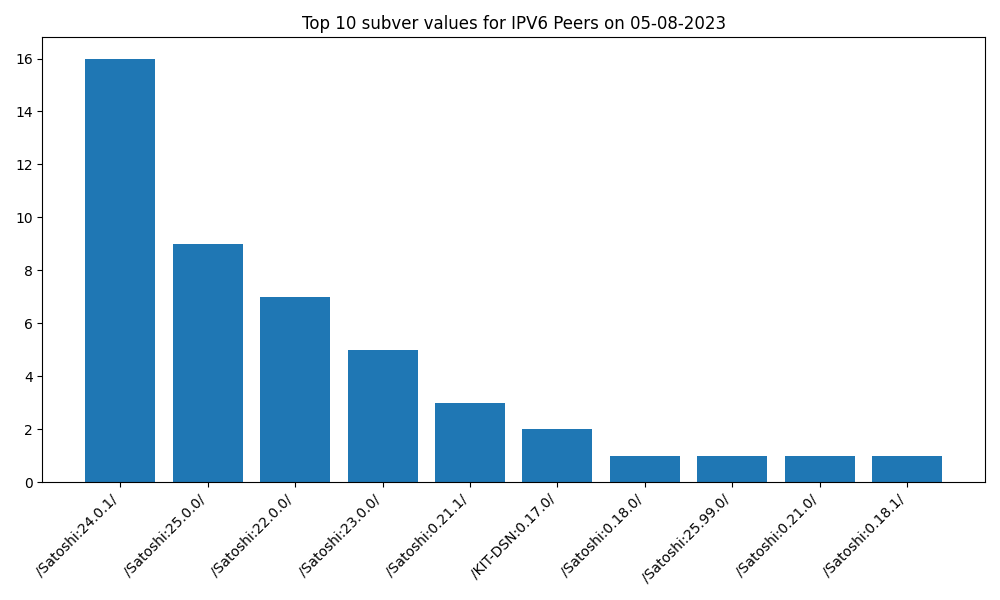 Top 10 subver values for IPV6 Peers on 05-08-2023
16
14
12
10
8
6
4
2
0
/Satoshi:24.0.1/
/Satoshi:25.0.0/
/Satoshi:22.0.0/
/Satoshi:23.0.0/
/Satoshi:0.21.1/
/KIT-DSN:0.17.0/
/Satoshi:0.18.0/
/Satoshi:25.99.0/
/Satoshi:0.21.0/
/Satoshi:0.18.1/